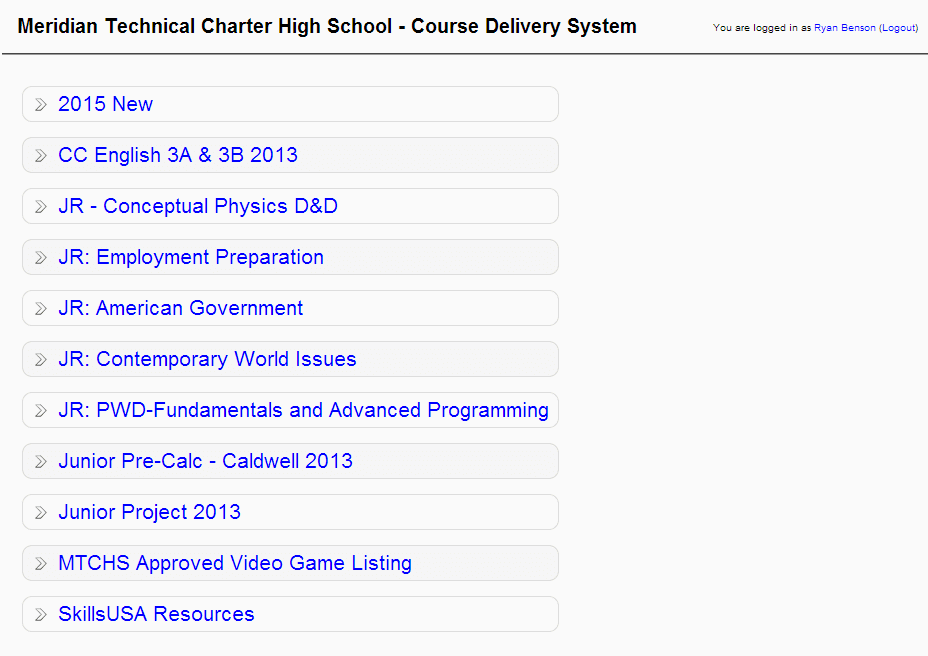 Meridian Technical Charter High School - Course Delivery System
You are logged in as Ryan Benson (Logout)
2015 New
CC English 3A & 3B 2013
JR - Conceptual Physics D&D
JR: Employment Preparation
JR: American Government
JR: Contemporary World Issues
JR: PWD-Fundamentals and Advanced Programming
Junior Pre-Calc - Caldwell 2013
Junior Project 2013
MTCHS Approved Video Game Listing
SkillsUSA Resources